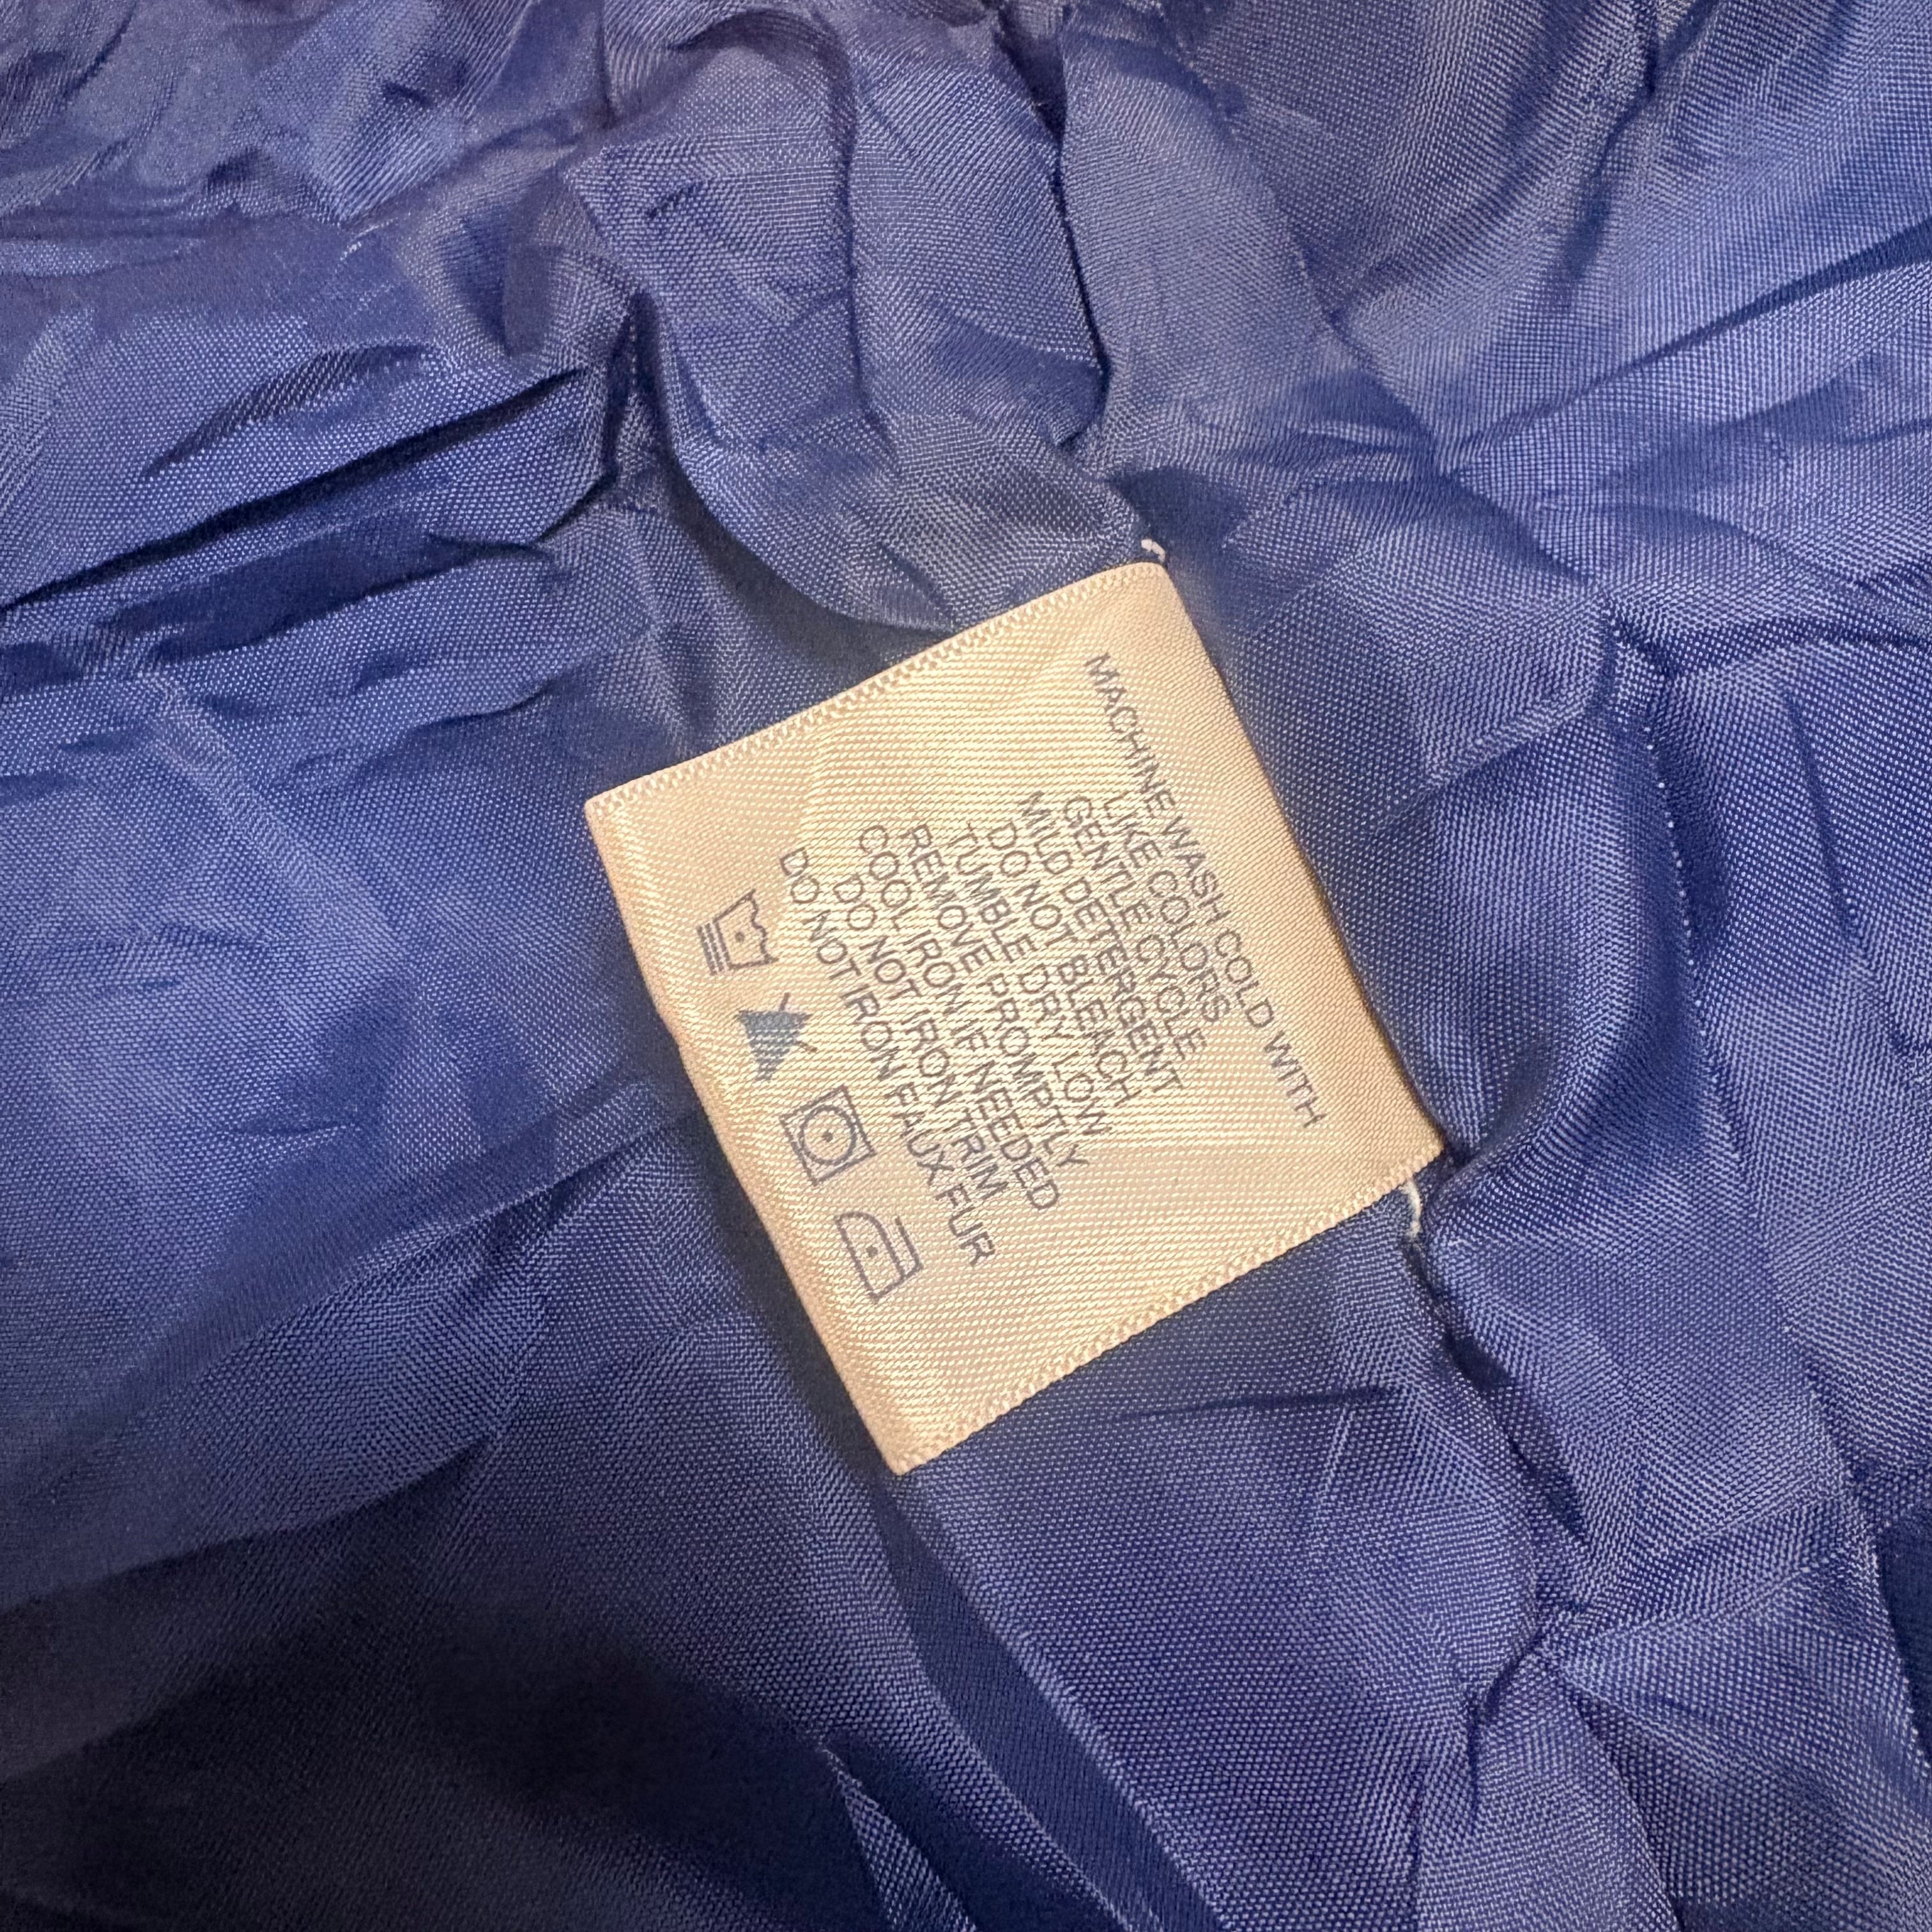 MACHINE WASH COLD WITH
LIKE COLORS
GENTLE CYCLE
MILD DETERGENT
DO NOT BLEACH
TUMBLE DRY LOW
REMOVE PROMPTLY
COOL IRON IF NEEDED
DO NOT IRON TRIM
DO NOT IRON FAUX FUR